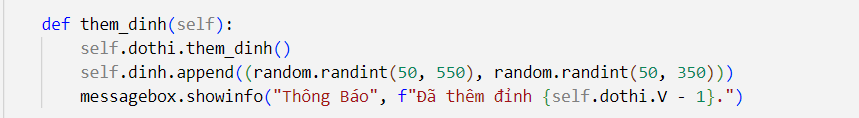 def them_dinh(self):
self.dothi.them_dinh()
self.dinh.append((random.randint(50, 550), random.randint(50, 350)))
messagebox.showinfo("Thông Báo", f"Đã thêm đỉnh {self.dothi.V - 1}.")